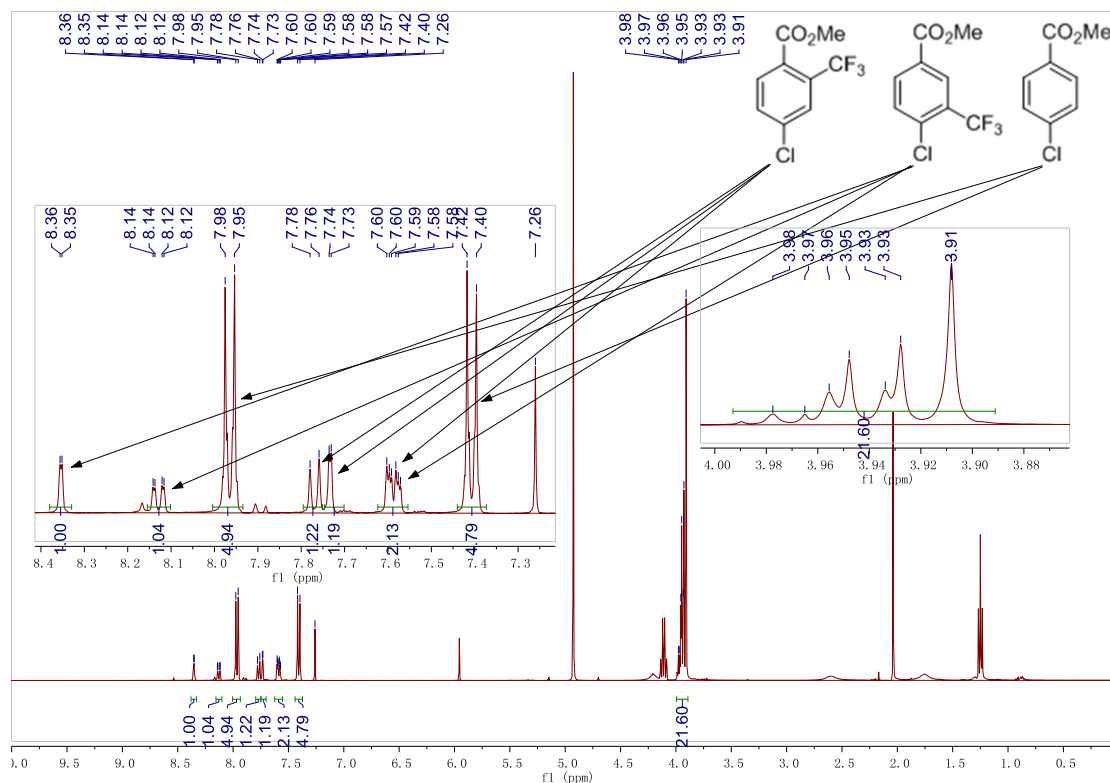 8.36 8.35 8.14 8.14 8.12 8.12 7.98 7.95 7.78 7.76 7.74 7.73 7.60 7.60 7.59 7.58 7.58 7.57 7.42 7.40 7.26
3.98 3.97 3.96 3.95 3.93 3.93 3.91
CO2Me CF3 Cl
CO2Me CF3 Cl
CO2Me Cl
8.36 8.35 8.14 8.14 8.12 8.12 7.98 7.95 7.78 7.76 7.74 7.73 7.60 7.60 7.59 7.58 7.58 7.42 7.40 7.26
1.00 1.04 4.94 1.22 1.19 2.13 4.79
8.4 8.3 8.2 8.1 8.0 7.9 7.8 7.7 7.6 7.5 7.4 7.3
f1 (ppm)
3.98 3.97 3.96 3.95 3.93 3.93 3.91
21.60
4.00 3.98 3.96 3.94 3.92 3.90 3.88
f1 (ppm)
1.00 1.04 4.94 1.22 1.19 2.13 4.79 21.60
9.5 9.0 8.5 8.0 7.5 7.0 6.5 6.0 5.5 5.0 4.5 4.0 3.5 3.0 2.5 2.0 1.5 1.0 0.5
f1 (ppm)